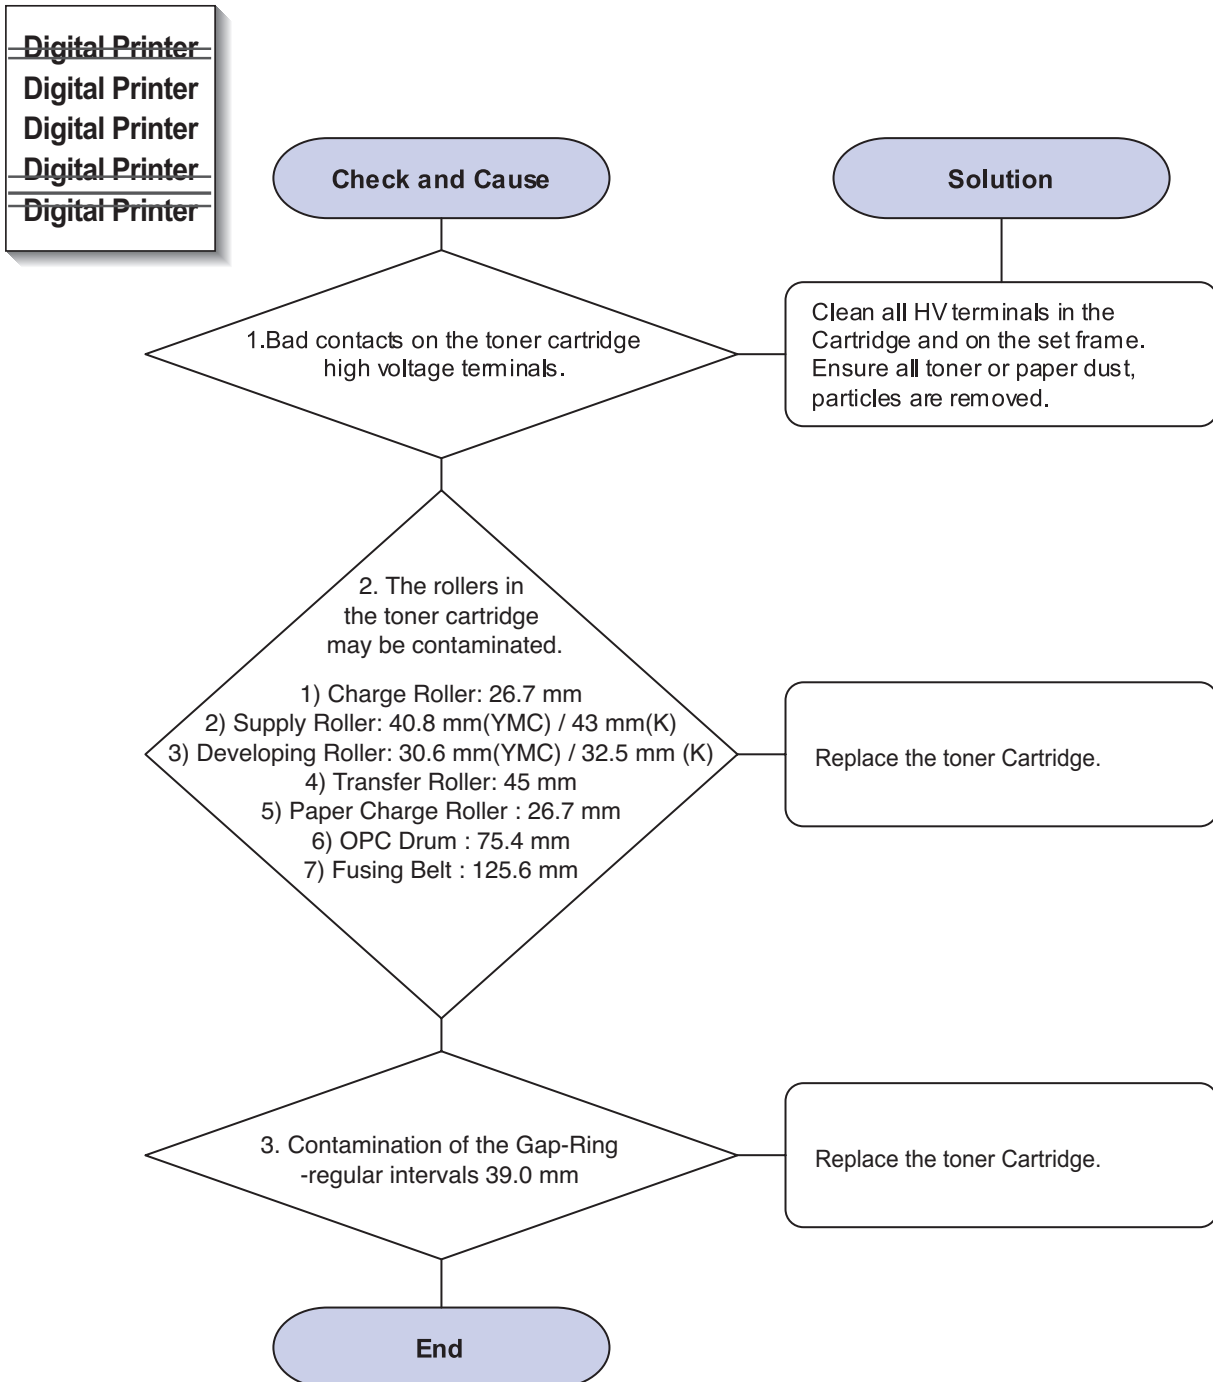 Digital Printer
Digital Printer
Digital Printer
Digital Printer
Digital Printer
Check and Cause
Solution
1.Bad contacts on the toner cartridge
high voltage terminals.
Clean all HV terminals in the
Cartridge and on the set frame.
Ensure all toner or paper dust,
particles are removed.
2. The rollers in
the toner cartridge
may be contaminated.
1) Charge Roller: 26.7 mm
2) Supply Roller: 40.8 mm(YMC) / 43 mm(K)
3) Developing Roller: 30.6 mm(YMC) / 32.5 mm (K)
4) Transfer Roller: 45 mm
5) Paper Charge Roller : 26.7 mm
6) OPC Drum : 75.4 mm
7) Fusing Belt : 125.6 mm
Replace the toner Cartridge.
3. Contamination of the Gap-Ring
-regular intervals 39.0 mm
Replace the toner Cartridge.
End